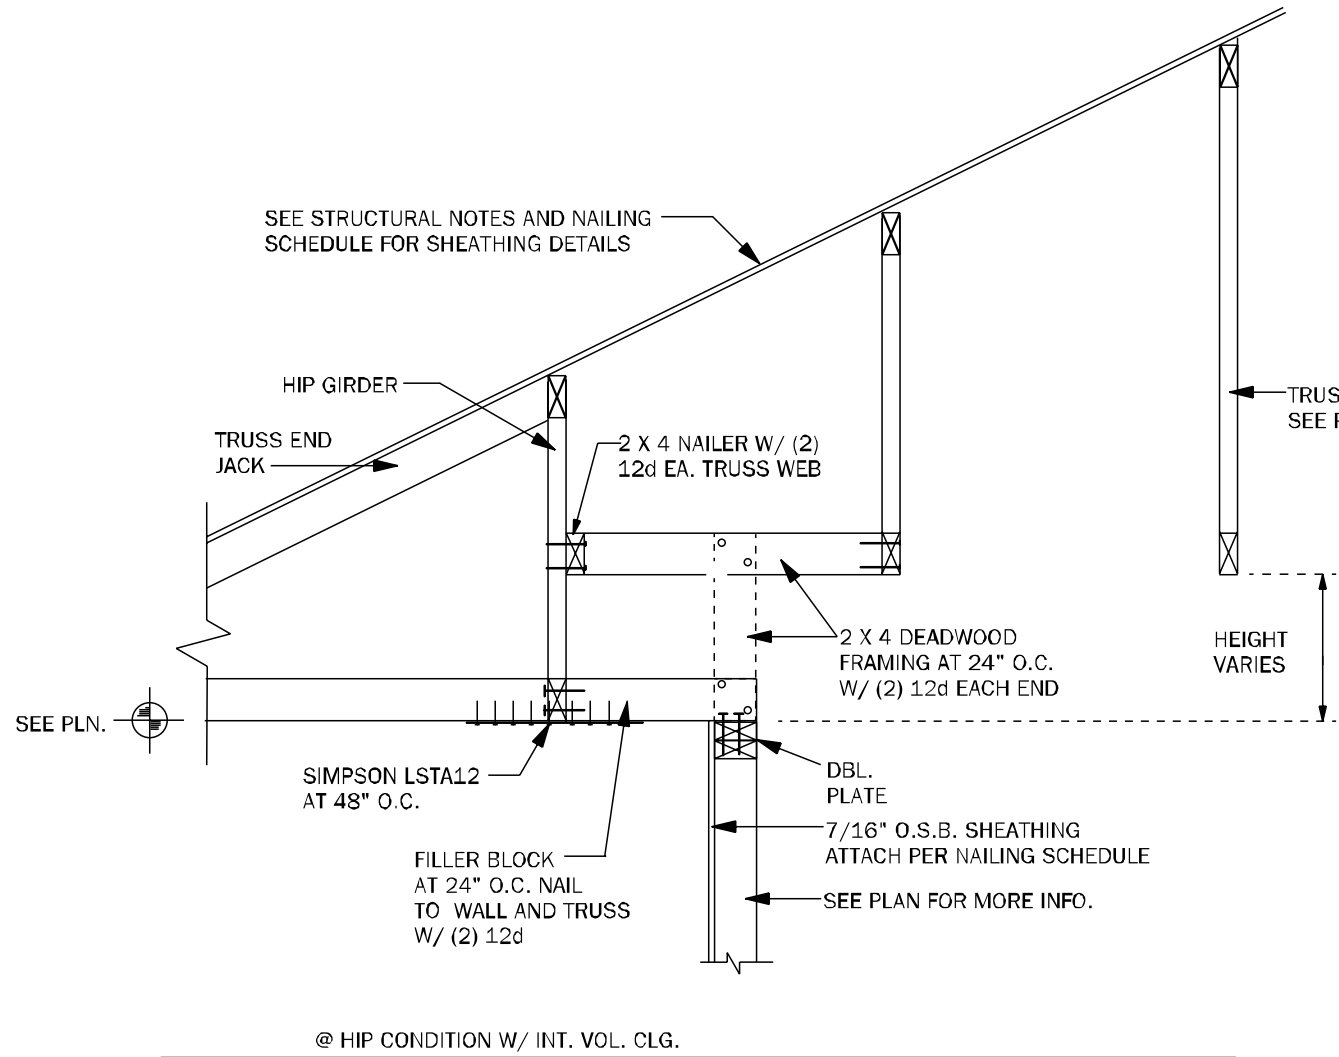 SEE STRUCTURAL NOTES AND NAILING
SCHEDULE FOR SHEATHING DETAILS
HIP GIRDER
TRUSS END
JACK
2 X 4 NAILER W/ (2)
12d EA. TRUSS WEB
TRUS
SEE
2 X 4 DEADWOOD
FRAMING AT 24" O.C.
W/ (2) 12d EACH END
HEIGHT
VARIES
SEE PLN.
SIMPSON LSTA12
AT 48" O.C.
DBL.
PLATE
7/16" O.S.B. SHEATHING
ATTACH PER NAILING SCHEDULE
FILLER BLOCK
AT 24" O.C. NAIL
TO WALL AND TRUSS
W/ (2) 12d
SEE PLAN FOR MORE INFO.
@ HIP CONDITION W/ INT. VOL. CLG.